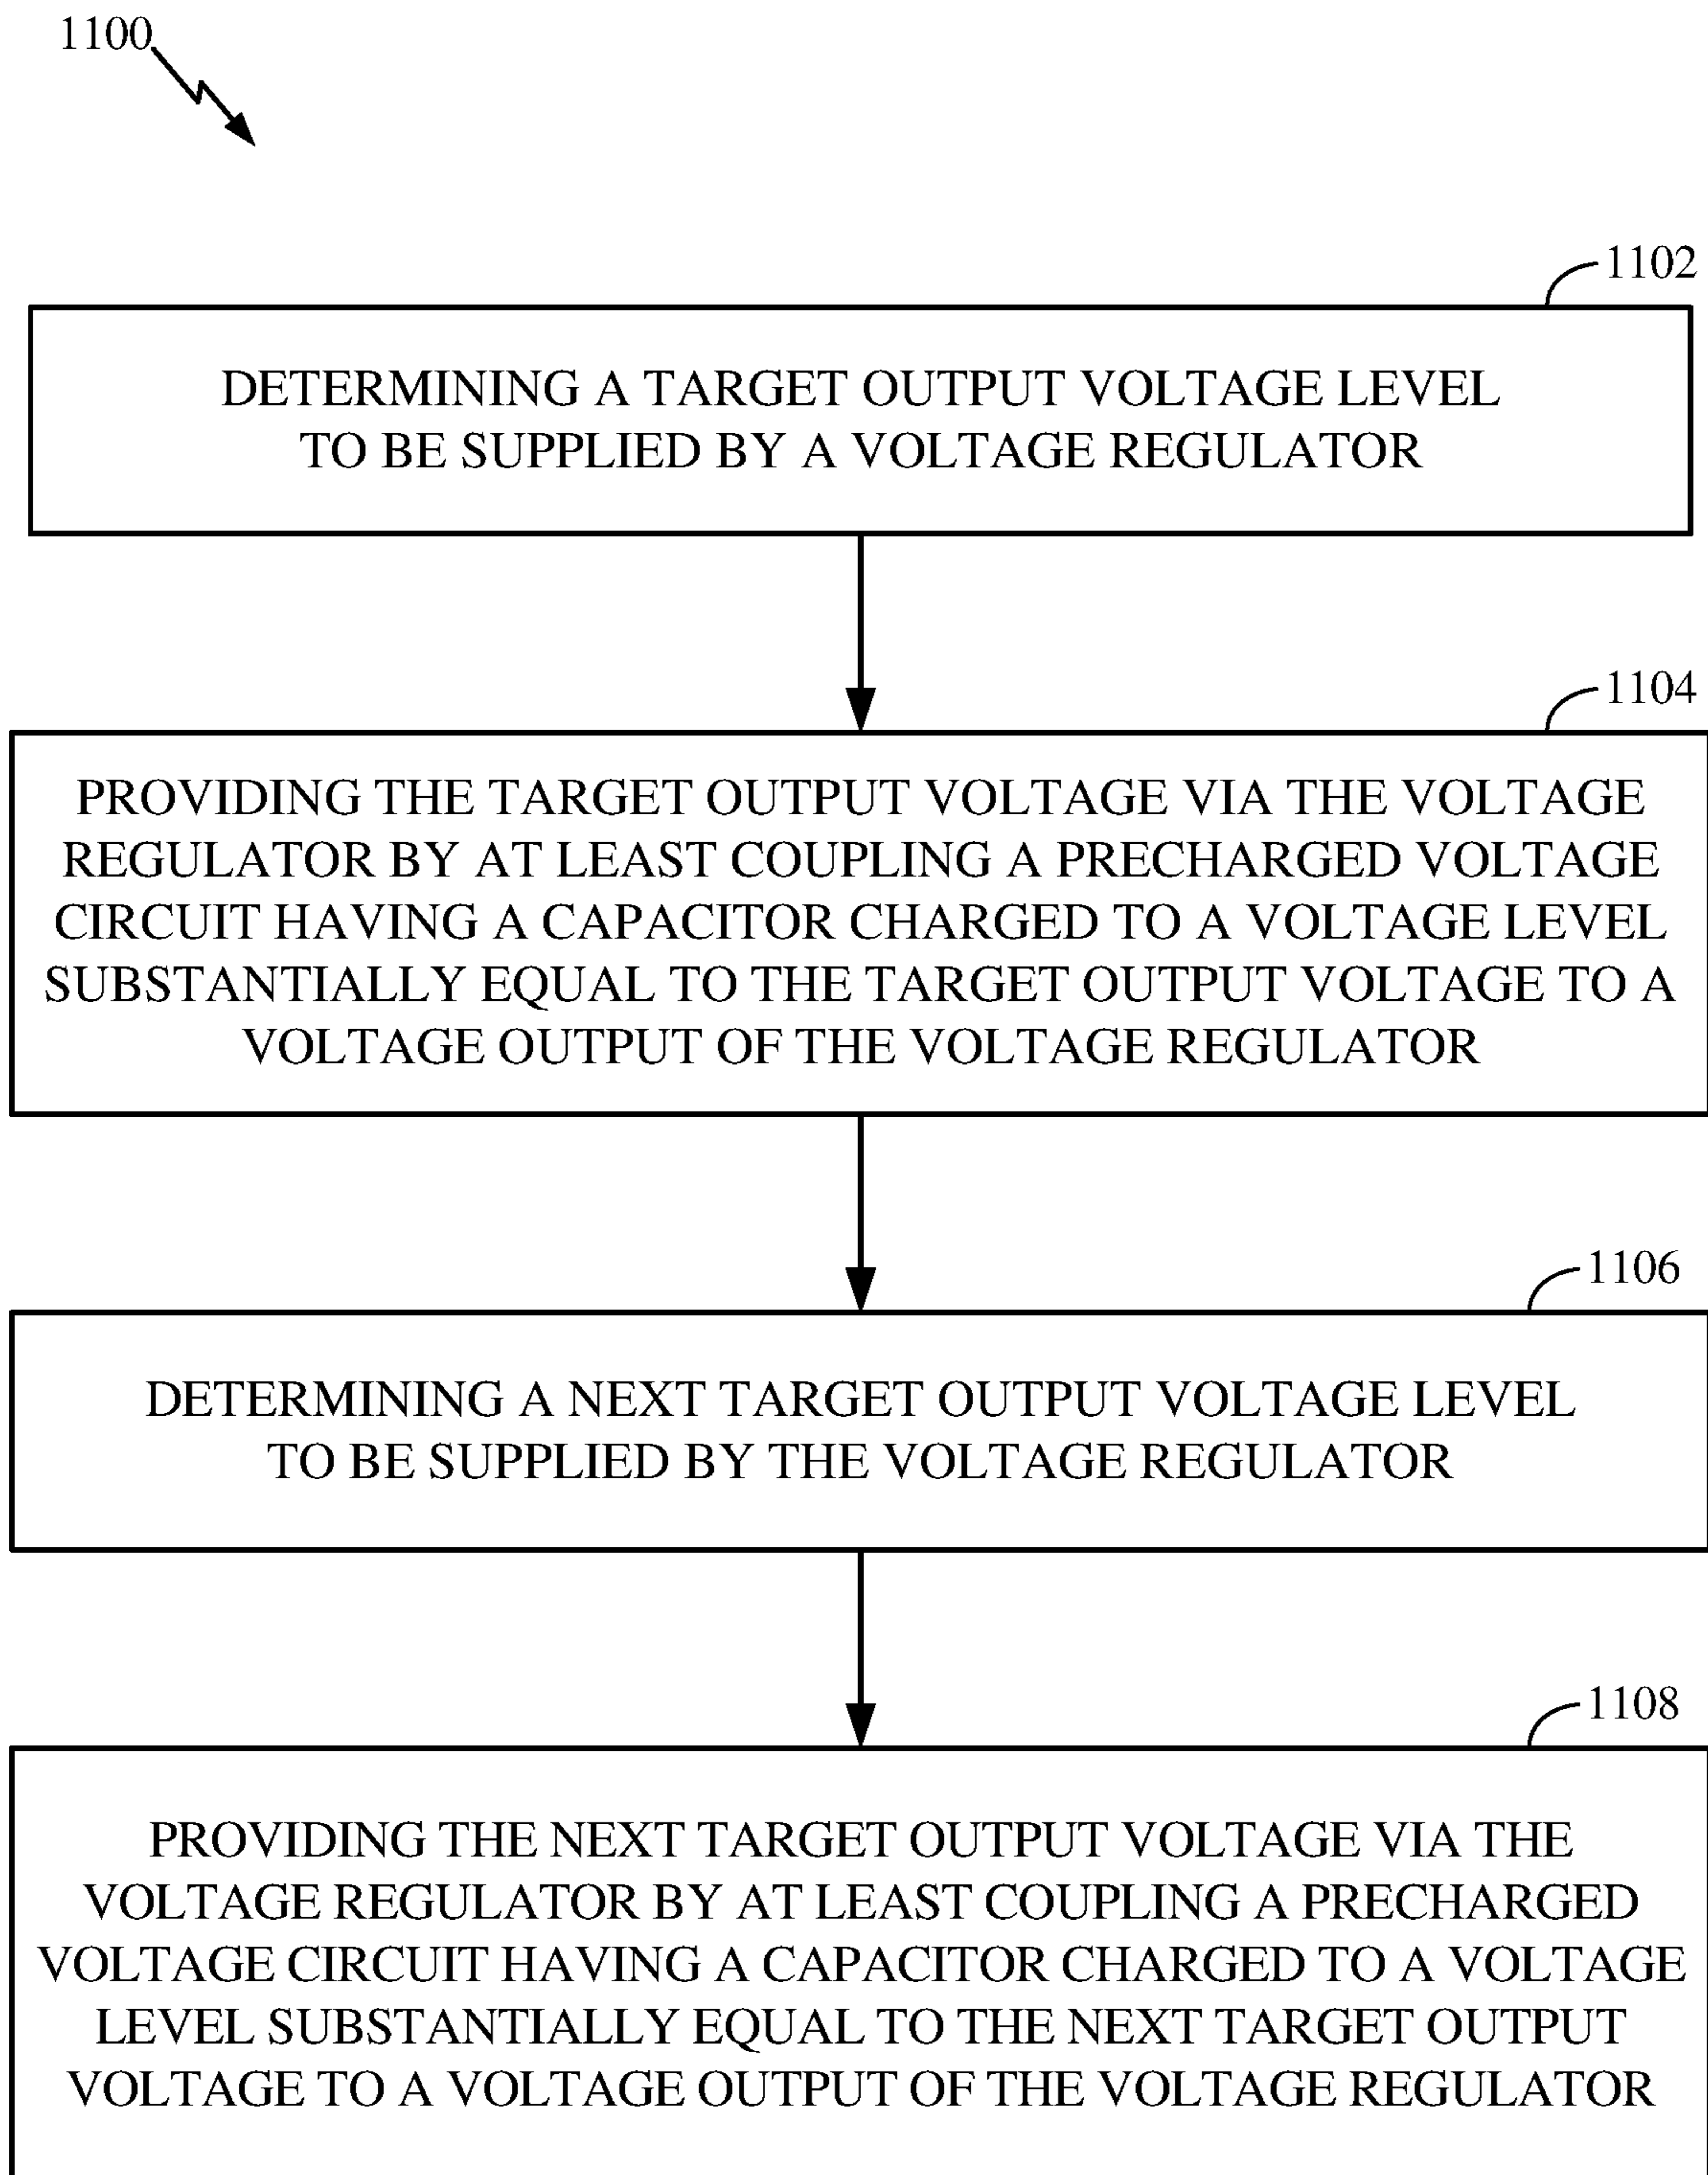 1100
1102
DETERMINING A TARGET OUTPUT VOLTAGE LEVEL
TO BE SUPPLIED BY A VOLTAGE REGULATOR
1104
PROVIDING THE TARGET OUTPUT VOLTAGE VIA THE VOLTAGE
REGULATOR BY AT LEAST COUPLING A PRECHARGED VOLTAGE
CIRCUIT HAVING A CAPACITOR CHARGED TO A VOLTAGE LEVEL
SUBSTANTIALLY EQUAL TO THE TARGET OUTPUT VOLTAGE TO A
VOLTAGE OUTPUT OF THE VOLTAGE REGULATOR
1106
DETERMINING A NEXT TARGET OUTPUT VOLTAGE LEVEL
TO BE SUPPLIED BY THE VOLTAGE REGULATOR
1108
PROVIDING THE NEXT TARGET OUTPUT VOLTAGE VIA THE
VOLTAGE REGULATOR BY AT LEAST COUPLING A PRECHARGED
VOLTAGE CIRCUIT HAVING A CAPACITOR CHARGED TO A VOLTAGE
LEVEL SUBSTANTIALLY EQUAL TO THE NEXT TARGET OUTPUT
VOLTAGE TO A VOLTAGE OUTPUT OF THE VOLTAGE REGULATOR